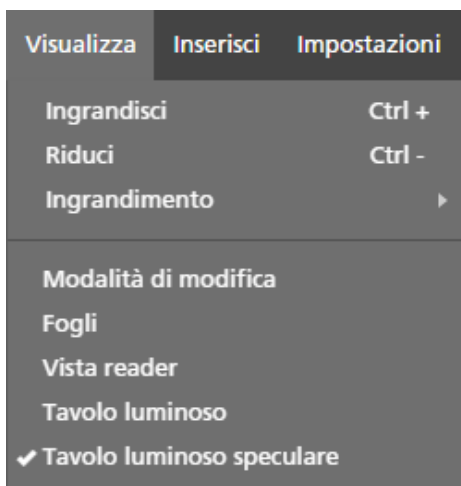 Visualizza Inserisci Impostazioni
Ingrandisci Ctrl +
Riduci Ctrl -
Ingrandimento
Modalità di modifica
Fogli
Vista reader
Tavolo luminoso
Tavolo luminoso speculare